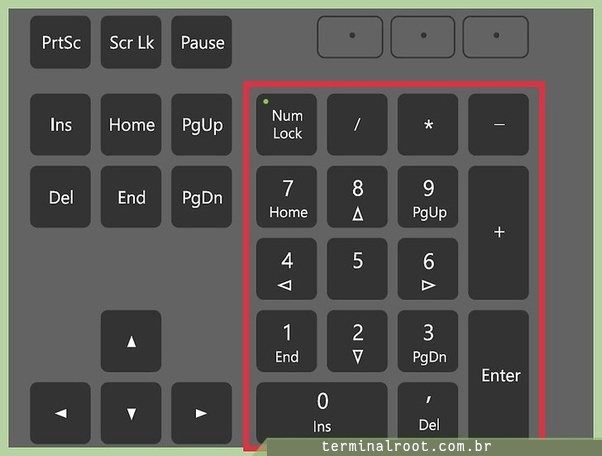 PrtSc Scr Lk Pause
Ins Home PgUp
Del End PgDn
Num
Lock
/ * −
7 8 9
Home PgUp
+
4 5 6
1 2 3
End PgDn
Enter
0 ,
Ins Del
terminalroot.com.br